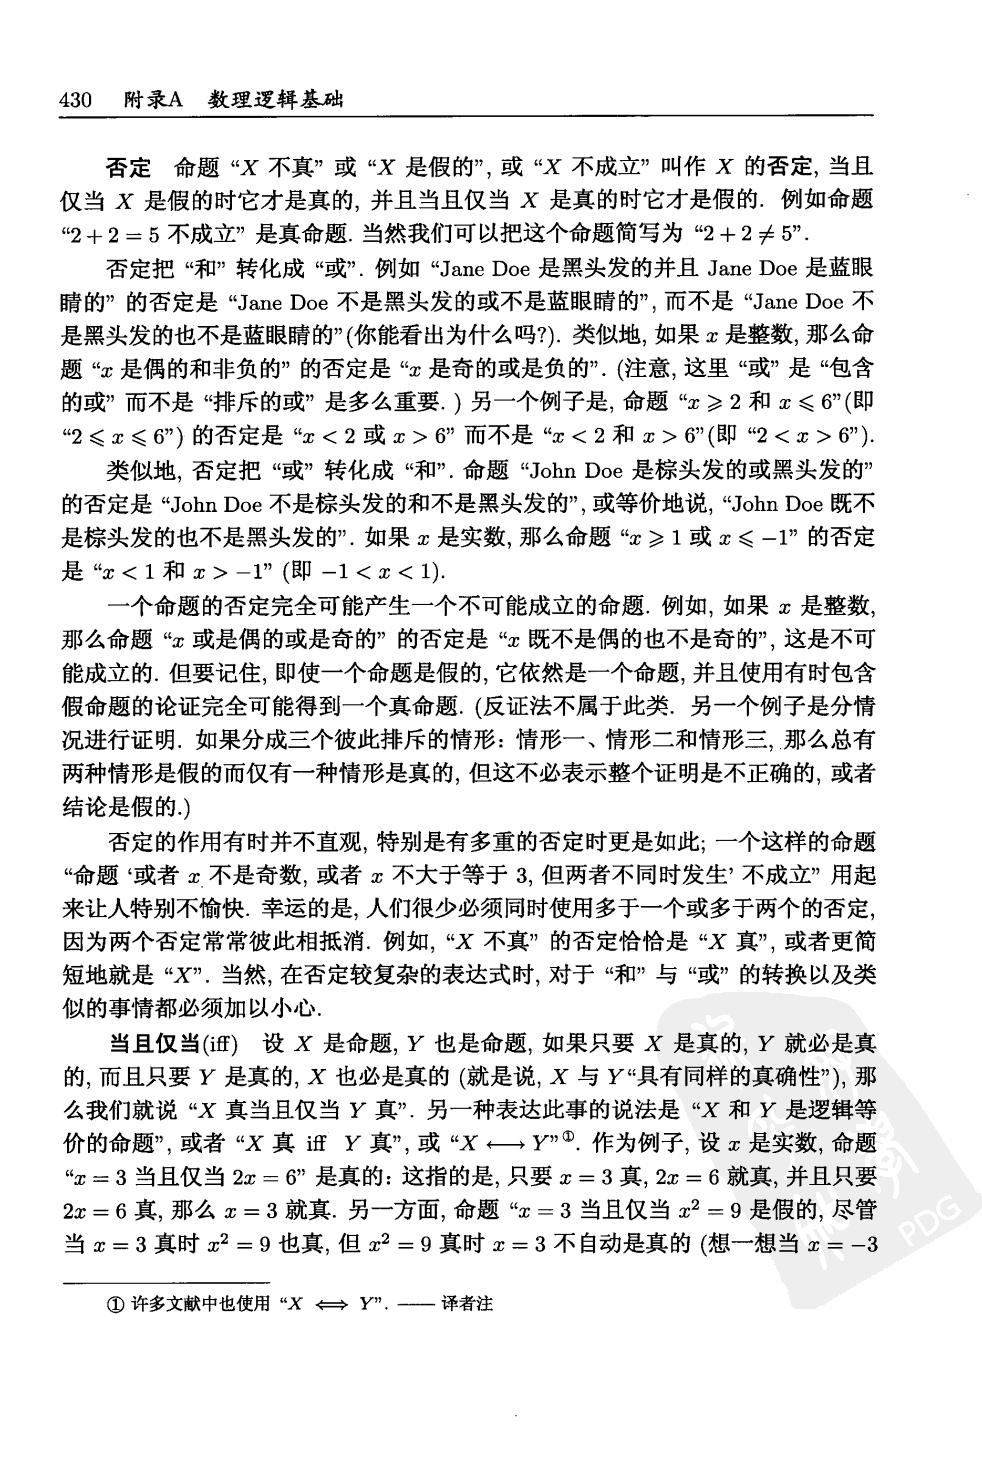 430 附录A 数理逻辑基础
否定 命题 “X 不真” 或 “X 是假的”, 或 “X 不成立” 叫作 X 的否定, 当且
仅当 X 是假的时它才是真的, 并且当且仅当 X 是真的时它才是假的. 例如命题
“2 + 2 = 5 不成立” 是真命题. 当然我们可以把这个命题简写为 “2 + 2 ≠ 5”.
否定把 “和” 转化成 “或”. 例如 “Jane Doe 是黑头发的并且 Jane Doe 是蓝眼
睛的” 的否定是 “Jane Doe 不是黑头发的或不是蓝眼睛的”, 而不是 “Jane Doe 不
是黑头发的也不是蓝眼睛的” (你能看出为什么吗?). 类似地, 如果 x 是整数, 那么命
题 “x 是偶的和非负的” 的否定是 “x 是奇的或是负的”. (注意, 这里 “或” 是 “包含
的或” 而不是 “排斥的或” 是多么重要. ) 另一个例子是, 命题 “x ⩾ 2 和 x ⩽ 6” (即
“2 ⩽ x ⩽ 6”) 的否定是 “x < 2 或 x > 6” 而不是 “x < 2 和 x > 6” (即 “2 < x > 6”).
类似地, 否定把 “或” 转化成 “和”. 命题 “John Doe 是棕头发的或黑头发的”
的否定是 “John Doe 不是棕头发的和不是黑头发的”, 或等价地说, “John Doe 既不
是棕头发的也不是黑头发的”. 如果 x 是实数, 那么命题 “x ⩾ 1 或 x ⩽ −1” 的否定
是 “x < 1 和 x > −1” (即 −1 < x < 1).
一个命题的否定完全可能产生一个不可能成立的命题. 例如, 如果 x 是整数,
那么命题 “x 或是偶的或是奇的” 的否定是 “x 既不是偶的也不是奇的”, 这是不可
能成立的. 但要记住, 即使一个命题是假的, 它依然是一个命题, 并且使用有时包含
假命题的论证完全可能得到一个真命题. (反证法不属于此类. 另一个例子是分情
况进行证明. 如果分成三个彼此排斥的情形: 情形一、情形二和情形三, 那么总有
两种情形是假的而仅有一种情形是真的, 但这不必表示整个证明是不正确的, 或者
结论是假的.)
否定的作用有时并不直观, 特别是有多重的否定时更是如此; 一个这样的命题
“命题 ‘或者 x 不是奇数, 或者 x 不大于等于 3, 但两者不同时发生’ 不成立” 用起
来让人特别不愉快. 幸运的是, 人们很少必须同时使用多于一个或多于两个的否定,
因为两个否定常常彼此相抵消. 例如, “X 不真” 的否定恰恰是 “X 真”, 或者更简
短地就是 “X”. 当然, 在否定较复杂的表达式时, 对于 “和” 与 “或” 的转换以及类
似的事情都必须加以小心.
当且仅当(iff) 设 X 是命题, Y 也是命题, 如果只要 X 是真的, Y 就必是真
的, 而且只要 Y 是真的, X 也必是真的 (就是说, X 与 Y“具有同样的真确性”), 那
么我们就说 “X 真当且仅当 Y 真”. 另一种表达此事的说法是 “X 和 Y 是逻辑等
价的命题”, 或者 “X 真 iff Y 真”, 或 “X ⟷ Y”①. 作为例子, 设 x 是实数, 命题
“x = 3 当且仅当 2x = 6” 是真的: 这指的是, 只要 x = 3 真, 2x = 6 就真, 并且只要
2x = 6 真, 那么 x = 3 就真. 另一方面, 命题 “x = 3 当且仅当 x² = 9 是假的, 尽管
当 x = 3 真时 x² = 9 也真, 但 x² = 9 真时 x = 3 不自动是真的 (想一想当 x = −3
① 许多文献中也使用 “X ⟺ Y”. —— 译者注
PDG